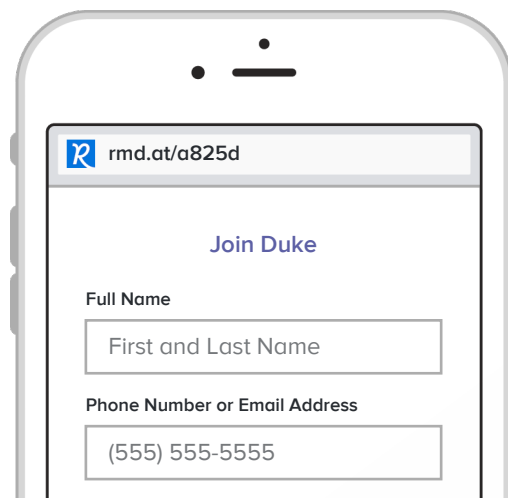 rmd.at/a825d
Join Duke
Full Name
First and Last Name
Phone Number or Email Address
(555) 555-5555